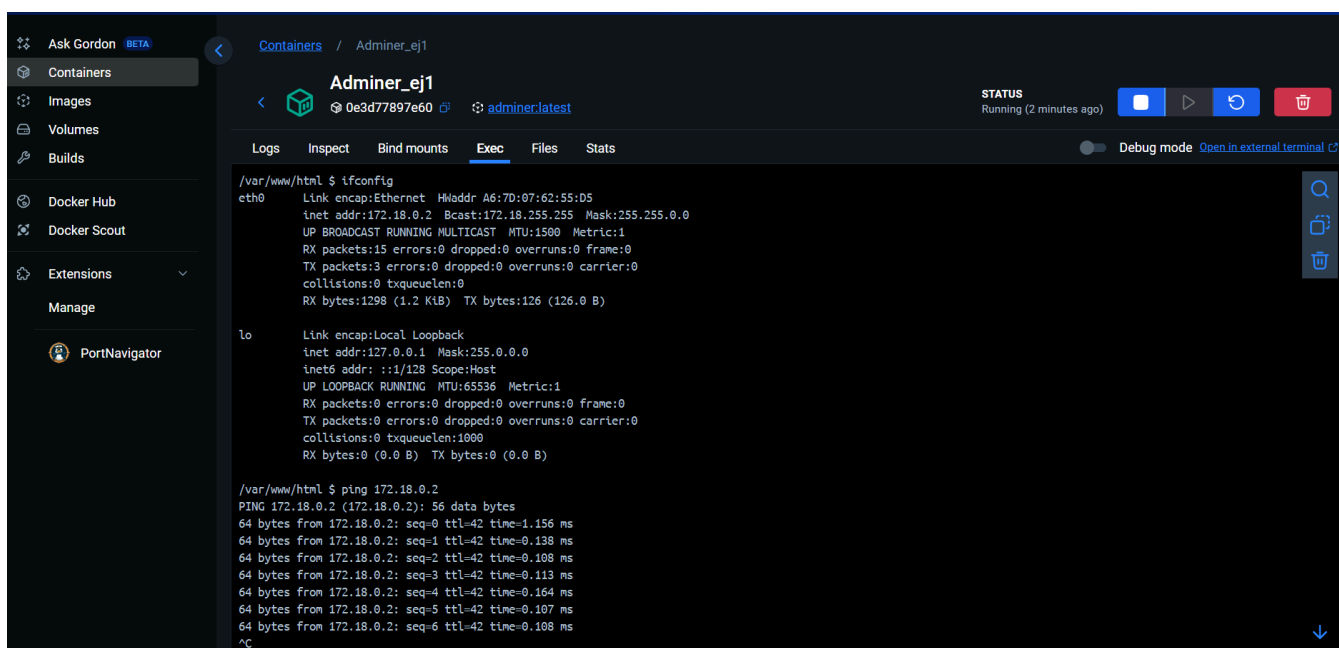 Ask Gordon BETA
Containers
Images
Volumes
Builds
Docker Hub
Docker Scout
Extensions
Manage
PortNavigator
Containers / Adminer_ej1
Adminer_ej1
0e3d77897e60 adminer:latest
STATUS
Running (2 minutes ago)
Logs Inspect Bind mounts Exec Files Stats
Debug mode Open in external terminal
/var/www/html $ ifconfig
eth0 Link encap:Ethernet HWaddr A6:7D:07:62:55:D5
inet addr:172.18.0.2 Bcast:172.18.255.255 Mask:255.255.0.0
UP BROADCAST RUNNING MULTICAST MTU:1500 Metric:1
RX packets:15 errors:0 dropped:0 overruns:0 frame:0
TX packets:3 errors:0 dropped:0 overruns:0 carrier:0
collisions:0 txqueuelen:0
RX bytes:1298 (1.2 KiB) TX bytes:126 (126.0 B)
lo Link encap:Local Loopback
inet addr:127.0.0.1 Mask:255.0.0.0
inet6 addr: ::1/128 Scope:Host
UP LOOPBACK RUNNING MTU:65536 Metric:1
RX packets:0 errors:0 dropped:0 overruns:0 frame:0
TX packets:0 errors:0 dropped:0 overruns:0 carrier:0
collisions:0 txqueuelen:1000
RX bytes:0 (0.0 B) TX bytes:0 (0.0 B)
/var/www/html $ ping 172.18.0.2
PING 172.18.0.2 (172.18.0.2): 56 data bytes
64 bytes from 172.18.0.2: seq=0 ttl=42 time=1.156 ms
64 bytes from 172.18.0.2: seq=1 ttl=42 time=0.138 ms
64 bytes from 172.18.0.2: seq=2 ttl=42 time=0.108 ms
64 bytes from 172.18.0.2: seq=3 ttl=42 time=0.113 ms
64 bytes from 172.18.0.2: seq=4 ttl=42 time=0.164 ms
64 bytes from 172.18.0.2: seq=5 ttl=42 time=0.107 ms
64 bytes from 172.18.0.2: seq=6 ttl=42 time=0.108 ms
^C